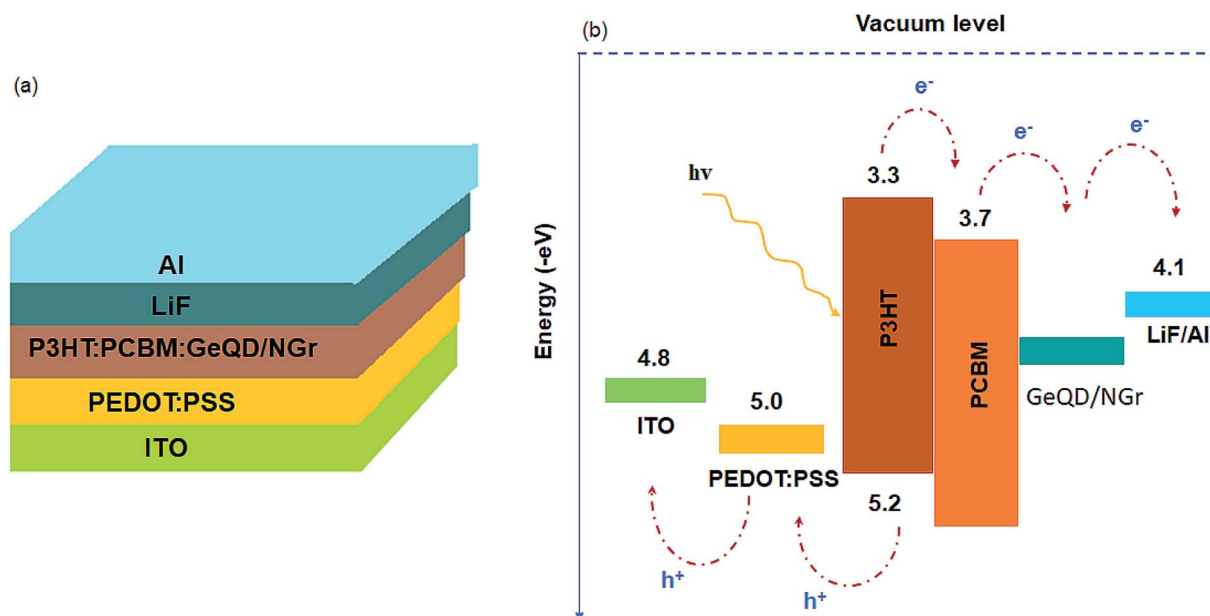 (a)
Al
LiF
P3HT:PCBM:GeQD/NGr
PEDOT:PSS
ITO
(b)
Vacuum level
Energy (-eV)
hν
e-
e-
e-
3.3
3.7
4.1
P3HT
PCBM
LiF/Al
GeQD/NGr
4.8
ITO
5.0
PEDOT:PSS
5.2
h+
h+